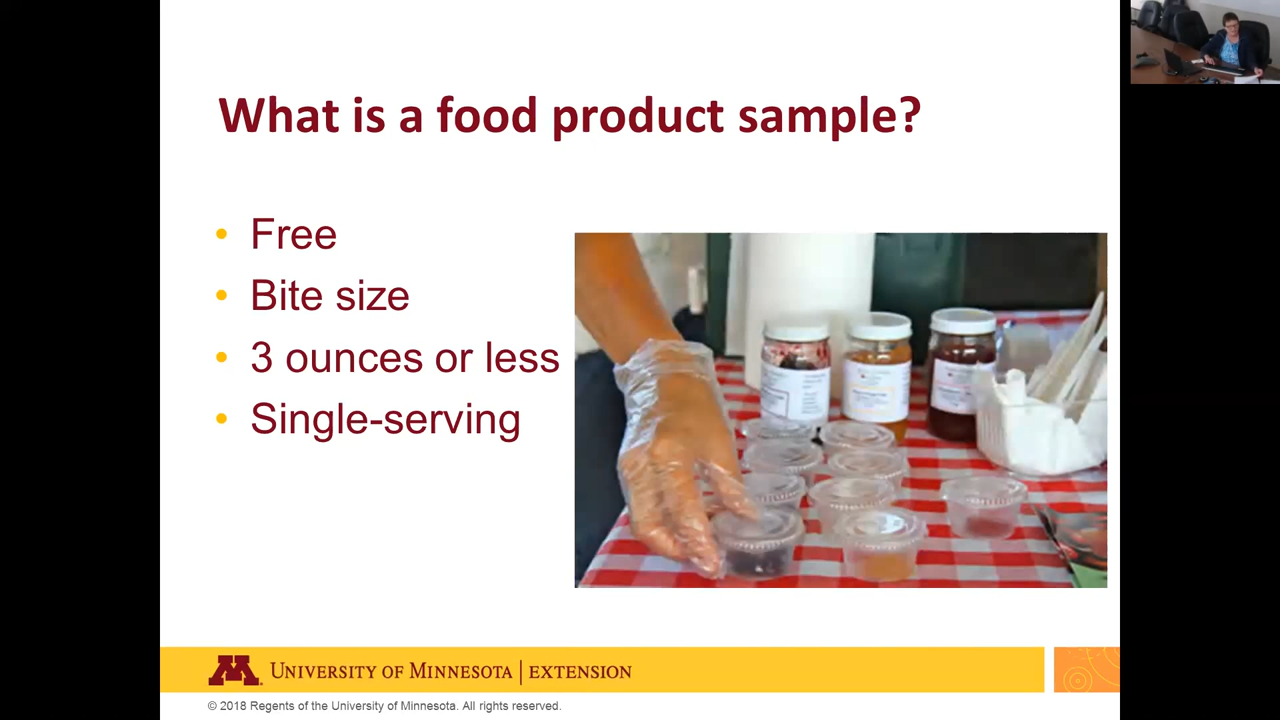 What is a food product sample?
• Free
• Bite size
• 3 ounces or less
• Single-serving
UNIVERSITY OF MINNESOTA | EXTENSION
© 2018 Regents of the University of Minnesota. All rights reserved.